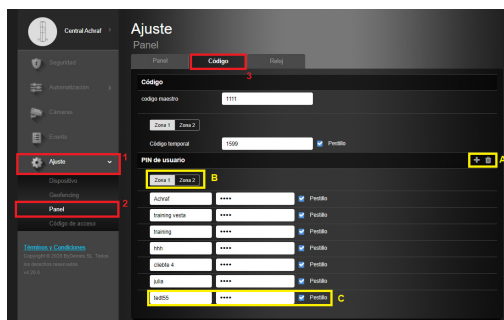 Central Achraf
Ajuste
Panel
Seguridad
Automatización
Cámaras
Evento
Ajuste
1
Dispositivo
Geofencing
Panel
2
Código de acceso
Términos y Condiciones
Panel
Código
Reloj
3
Código
codigo maestro
1111
Zona 1 Zona 2
Código temporal
1599
Pestillo
PIN de usuario
A
Zona 1 Zona 2
B
Achraf
••••
Pestillo
training vesta
••••
Pestillo
training
••••
Pestillo
hhh
••••
Pestillo
cliebte 4
••••
Pestillo
julia
••••
Pestillo
••••
Pestillo
C